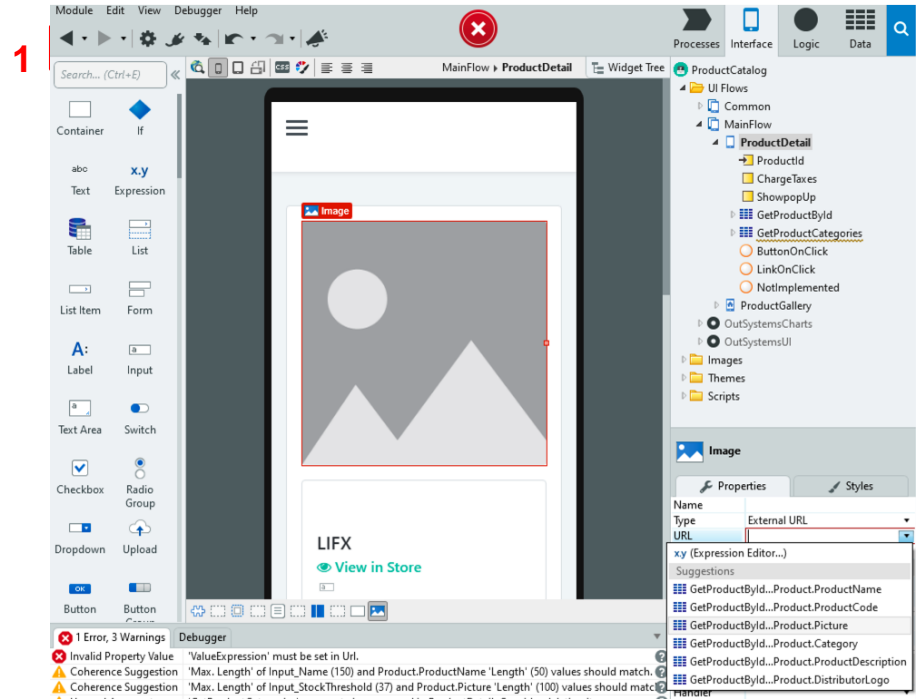 Module Edit View Debugger Help
1
Processes Interface Logic Data
Search... (Ctrl+E)
CSS
MainFlow ProductDetail
Widget Tree
Container If
abc x.y
Text Expression
Table List
List Item Form
A: a
Label Input
a
Text Area Switch
Checkbox Radio Group
Dropdown Upload
OK
Button Button
Image
LIFX
View in Store
a
ProductCatalog
UI Flows
Common
MainFlow
ProductDetail
ProductId
ChargeTaxes
ShowpopUp
GetProductById
GetProductCategories
ButtonOnClick
LinkOnClick
NotImplemented
ProductGallery
OutSystemsCharts
OutSystemsUI
Images
Themes
Scripts
Image
Properties Styles
Name
Type External URL
URL
x.y (Expression Editor...)
Suggestions
GetProductById...Product.ProductName
GetProductById...Product.ProductCode
GetProductById...Product.Picture
GetProductById...Product.Category
GetProductById...Product.ProductDescription
GetProductById...Product.DistributorLogo
Handler
1 Error, 3 Warnings Debugger
Invalid Property Value 'ValueExpression' must be set in Url.
Coherence Suggestion 'Max. Length' of Input_Name (150) and Product.ProductName 'Length' (50) values should match.
Coherence Suggestion 'Max. Length' of Input_StockThreshold (37) and Product.Picture 'Length' (100) values should match